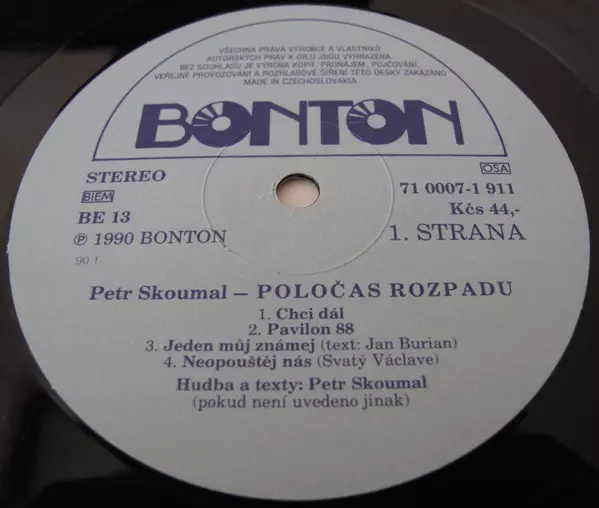 VŠECHNA PRÁVA VÝROBCE A VLASTNÍKŮ
AUTORSKÝCH PRÁV K DÍLU JSOU VYHRAZENA
BEZ SOUHLASU JE VÝROBA KOPIÍ, PRONÁJEM, PŮJČOVÁNÍ,
VEŘEJNÉ PROVOZOVÁNÍ A ROZHLASOVÉ ŠÍŘENÍ TÉTO DESKY ZAKÁZÁNO
MADE IN CZECHOSLOVAKIA
BONTON
STEREO
BIEM
BE 13
Ⓟ 1990 BONTON
90 1
OSA
71 0007-1 911
Kčs 44,-
1. STRANA
Petr Skoumal – POLOČAS ROZPADU
1. Chci dál
2. Pavilon 88
3. Jeden můj známej (text: Jan Burian)
4. Neopouštěj nás (Svatý Václave)
Hudba a texty: Petr Skoumal
(pokud není uvedeno jinak)